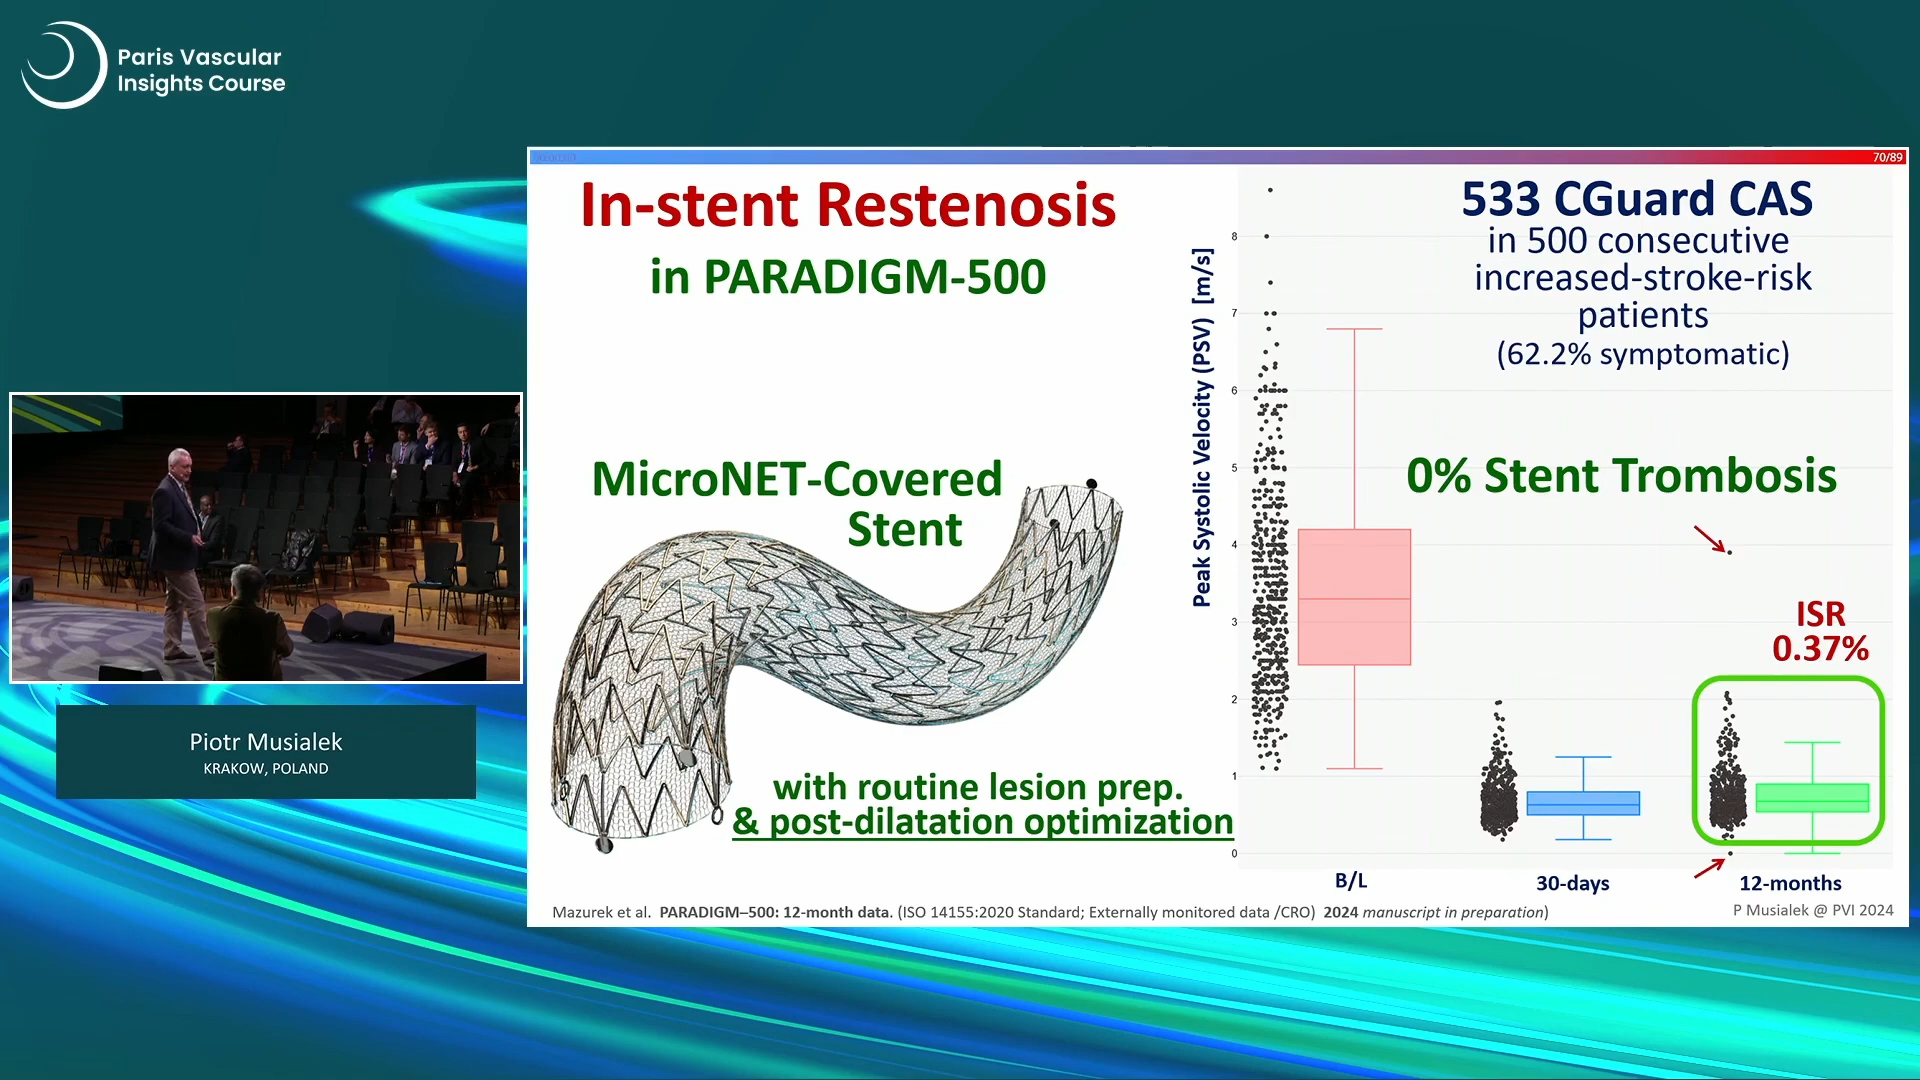 Paris Vascular
Insights Course
70/89
In-stent Restenosis
in PARADIGM-500
MicroNET-Covered
Stent
with routine lesion prep.
& post-dilatation optimization
533 CGuard CAS
in 500 consecutive
increased-stroke-risk
patients
(62.2% symptomatic)
0% Stent Trombosis
ISR
0.37%
Peak Systolic Velocity (PSV) [m/s]
8
7
6
5
4
3
2
1
0
B/L
30-days
12-months
Mazurek et al. PARADIGM–500: 12-month data. (ISO 14155:2020 Standard; Externally monitored data /CRO) 2024 manuscript in preparation)
P Musialek @ PVI 2024
Piotr Musialek
KRAKOW, POLAND